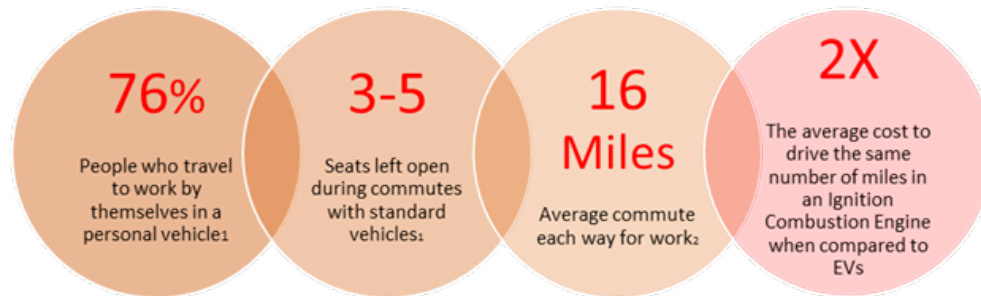 76%
People who travel
to work by
themselves in a
personal vehicle1
3-5
Seats left open
during commutes
with standard
vehicles1
16
Miles
Average commute
each way for work2
2X
The average cost to
drive the same
number of miles in
an Ignition
Combustion Engine
when compared to
EVs